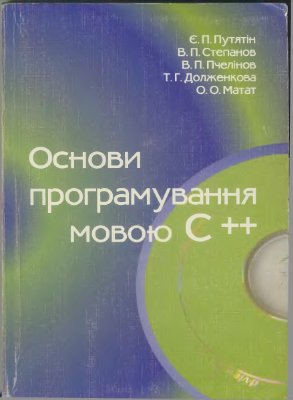 Є. П. Путятін
В. П. Степанов
В. П. Пчелінов
Т. Г. Долженкова
О. О. Матат
Основи
програмування
мовою C ++